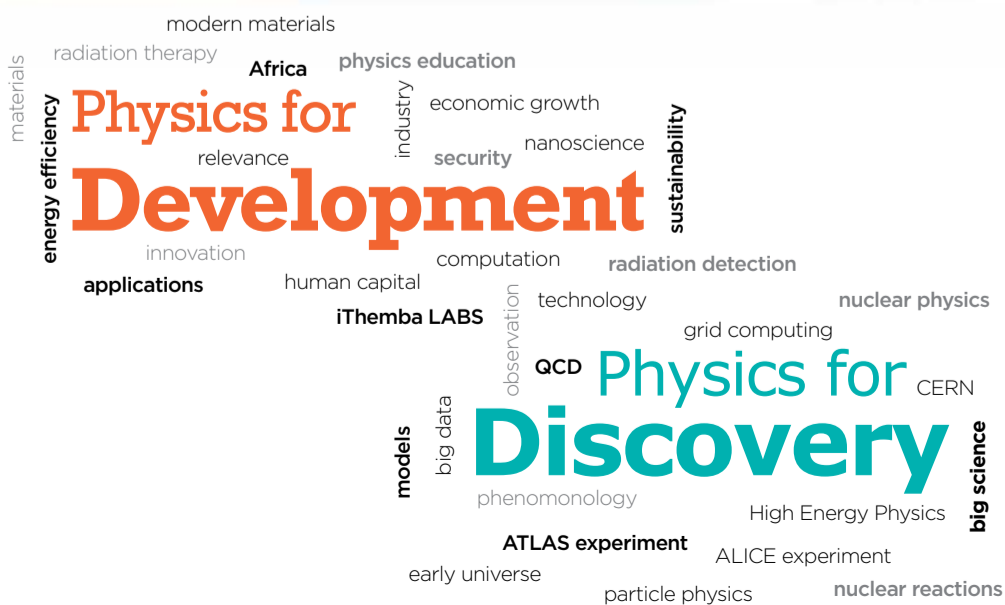 modern materials
radiation therapy
Africa
physics education
materials
energy efficiency
Physics for
industry
economic growth
nanoscience
sustainability
relevance
security
Development
innovation
computation
radiation detection
applications
human capital
iThemba LABS
observation
technology
nuclear physics
grid computing
QCD
Physics for
CERN
models
big data
Discovery
big science
phenomonology
High Energy Physics
ATLAS experiment
ALICE experiment
early universe
particle physics
nuclear reactions